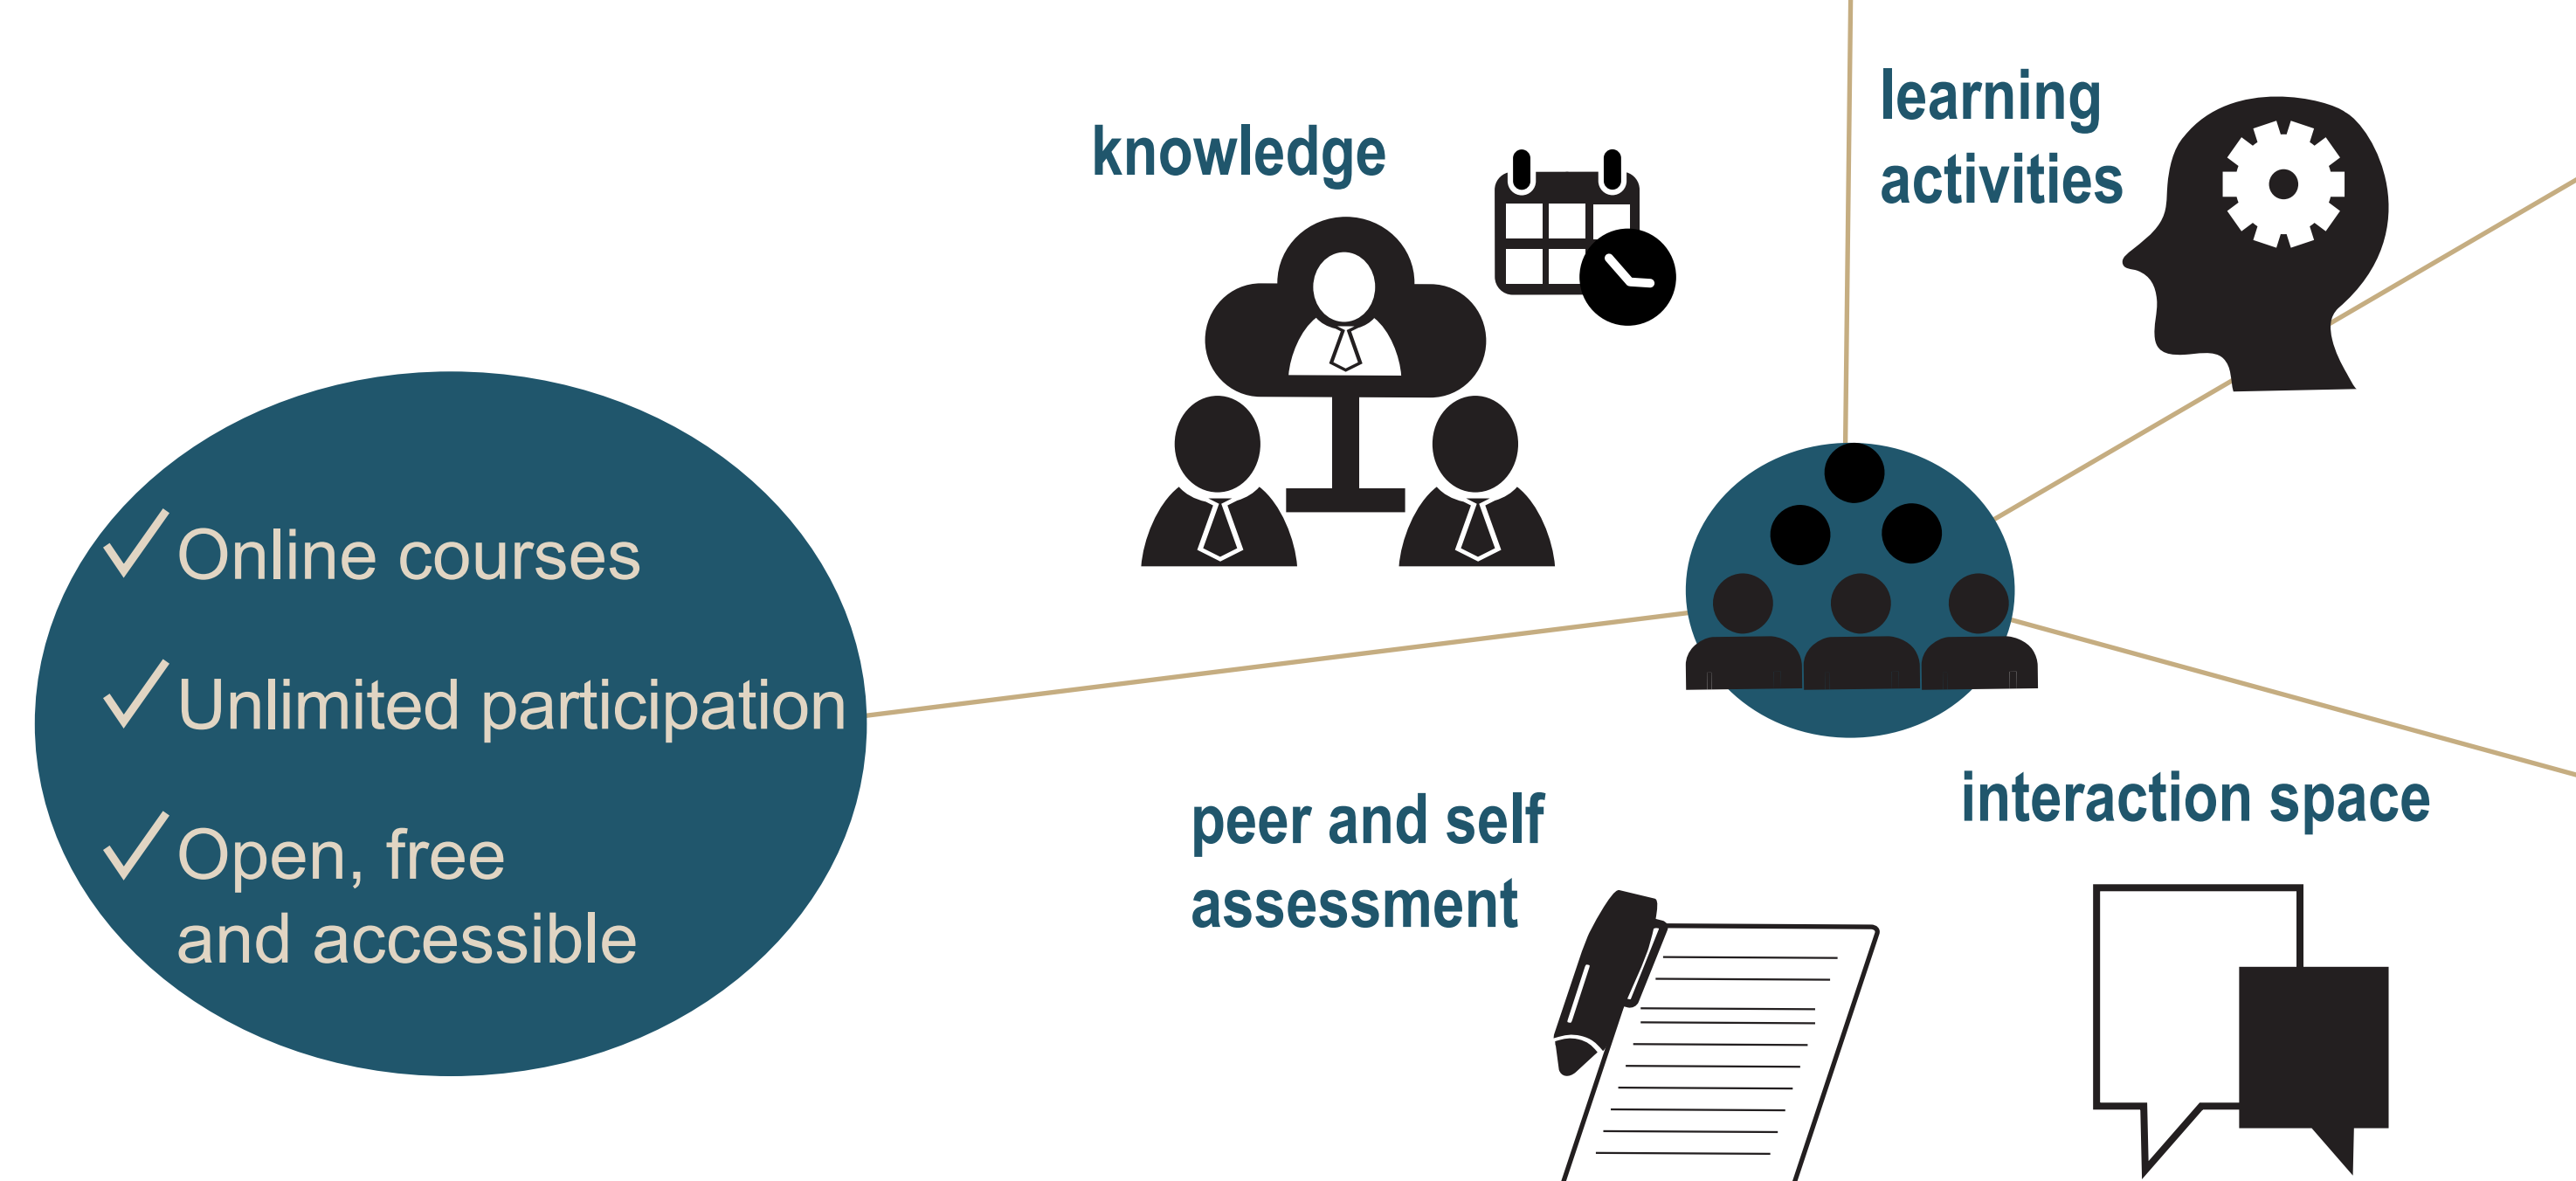 knowledge
learning
activities
Online courses
Unlimited participation
Open, free
and accessible
peer and self
assessment
interaction space